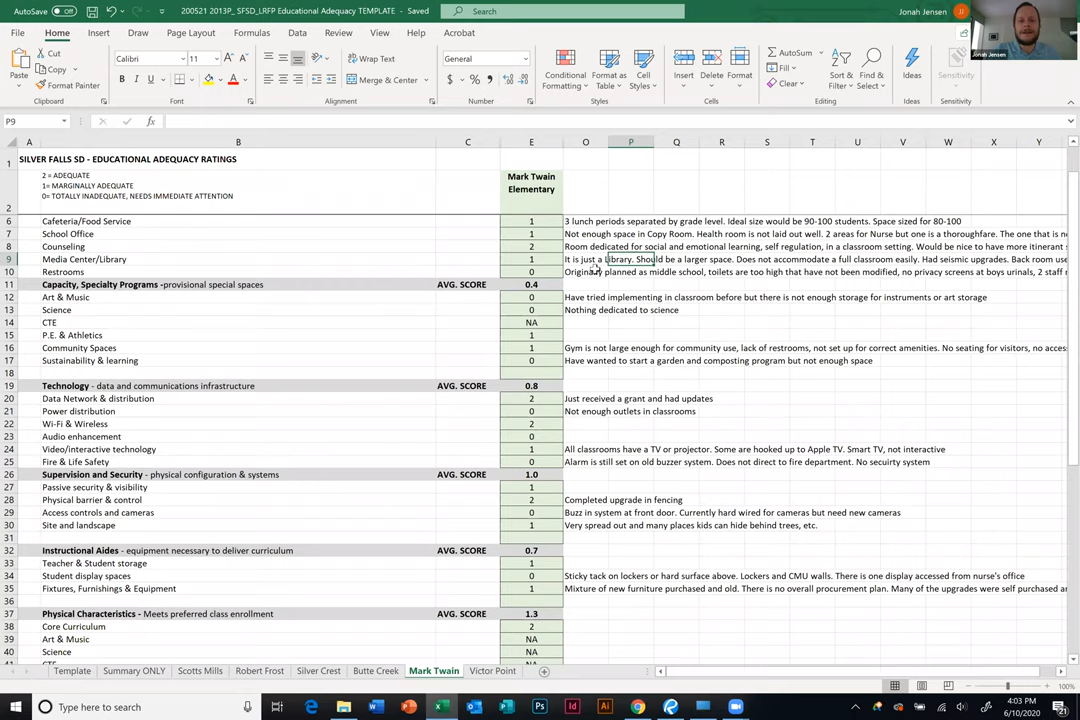 AutoSave Off 200521 2013P_ SFSD_LRFP Educational Adequacy TEMPLATE - Saved Search Jonah Jensen JJ
File Home Insert Draw Page Layout Formulas Data Review View Help Acrobat
Paste Cut Copy Format Painter Clipboard
Calibri 11 Font
Wrap Text Merge & Center Alignment
General Number
Conditional Formatting Format as Table Cell Styles Styles
Insert Delete Format Cells
AutoSum Fill Clear Sort & Filter Find & Select Editing
Ideas Ideas
Sensitivity Sensitivity
Jonah Jensen
P9 fx
A B C E O P Q R S T U V W X Y
1 SILVER FALLS SD - EDUCATIONAL ADEQUACY RATINGS
2 = ADEQUATE
1= MARGINALLY ADEQUATE
0= TOTALLY INADEQUATE, NEEDS IMMEDIATE ATTENTION
Mark Twain Elementary
2
6 Cafeteria/Food Service 1 3 lunch periods separated by grade level. Ideal size would be 90-100 students. Space sized for 80-100
7 School Office 1 Not enough space in Copy Room. Health room is not laid out well. 2 areas for Nurse but one is a thoroughfare. The one that is n
8 Counseling 2 Room dedicated for social and emotional learning, self regulation, in a classroom setting. Would be nice to have more itinerant
9 Media Center/Library 1 It is just a Library. Should be a larger space. Does not accommodate a full classroom easily. Had seismic upgrades. Back room use
10 Restrooms 0 Originally planned as middle school, toilets are too high that have not been modified, no privacy screens at boys urinals, 2 staff
11 Capacity, Specialty Programs -provisional special spaces AVG. SCORE 0.4
12 Art & Music 0 Have tried implementing in classroom before but there is not enough storage for instruments or art storage
13 Science 0 Nothing dedicated to science
14 CTE NA
15 P.E. & Athletics 1
16 Community Spaces 1 Gym is not large enough for community use, lack of restrooms, not set up for correct amenities. No seating for visitors, no acces
17 Sustainability & learning 0 Have wanted to start a garden and composting program but not enough space
18
19 Technology - data and communications infrastructure AVG. SCORE 0.8
20 Data Network & distribution 2 Just received a grant and had updates
21 Power distribution 0 Not enough outlets in classrooms
22 Wi-Fi & Wireless 2
23 Audio enhancement 0
24 Video/interactive technology 1 All classrooms have a TV or projector. Some are hooked up to Apple TV. Smart TV, not interactive
25 Fire & Life Safety 0 Alarm is still set on old buzzer system. Does not direct to fire department. No secuirty system
26 Supervision and Security - physical configuration & systems AVG. SCORE 1.0
27 Passive security & visibility 1
28 Physical barrier & control 2 Completed upgrade in fencing
29 Access controls and cameras 0 Buzz in system at front door. Currently hard wired for cameras but need new cameras
30 Site and landscape 1 Very spread out and many places kids can hide behind trees, etc.
31
32 Instructional Aides - equipment necessary to deliver curriculum AVG. SCORE 0.7
33 Teacher & Student storage 1
34 Student display spaces 0 Sticky tack on lockers or hard surface above. Lockers and CMU walls. There is one display accessed from nurse's office
35 Fixtures, Furnishings & Equipment 1 Mixture of new furniture purchased and old. There is no overall procurement plan. Many of the upgrades were self purchased a
36
37 Physical Characteristics - Meets preferred class enrollment AVG. SCORE 1.3
38 Core Curriculum 2
39 Art & Music NA
40 Science NA
41 CTE NA
Template Summary ONLY Scotts Mills Robert Frost Silver Crest Butte Creek Mark Twain Victor Point
100%
Type here to search 4:03 PM
6/10/2020 21